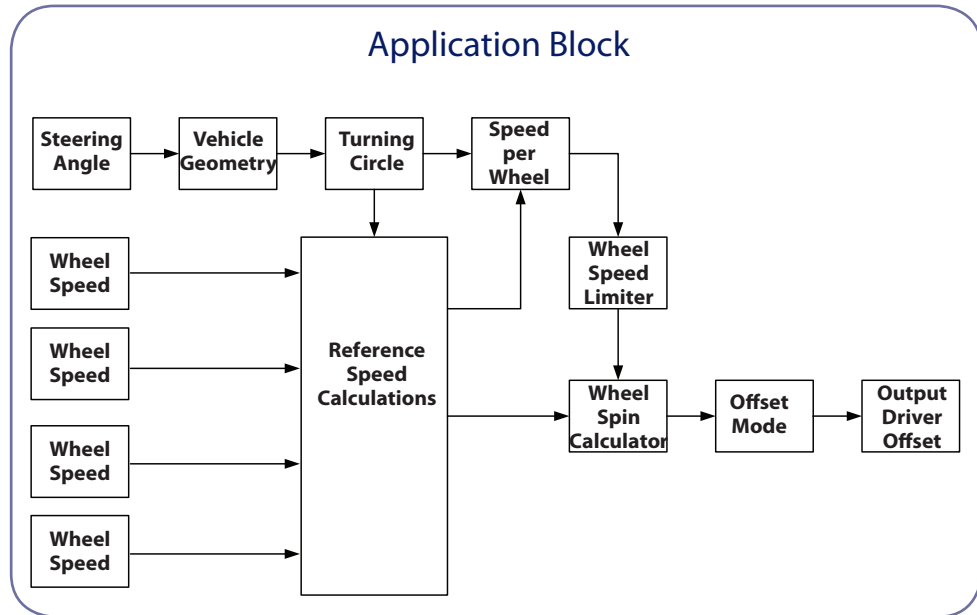 Application Block
Steering
Angle
Vehicle
Geometry
Turning
Circle
Speed
per
Wheel
Wheel
Speed
Wheel
Speed
Limiter
Wheel
Speed
Reference
Speed
Calculations
Wheel
Spin
Calculator
Offset
Mode
Output
Driver
Offset
Wheel
Speed
Wheel
Speed